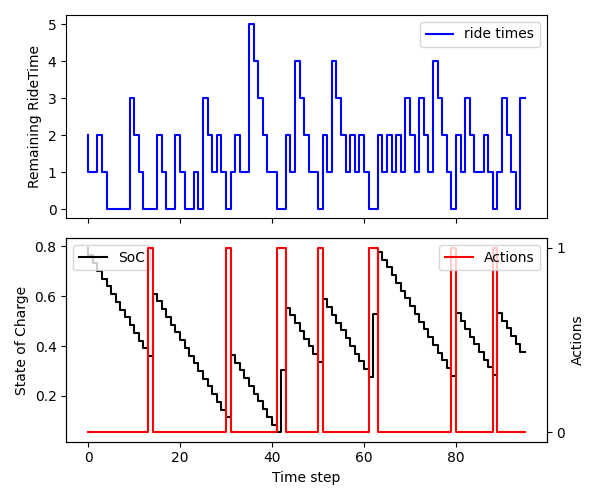 5
4
3
2
1
0
Remaining RideTime
ride times
0.8
0.6
0.4
0.2
State of Charge
SoC
Actions
1
0
Actions
0
20
40
60
80
Time step